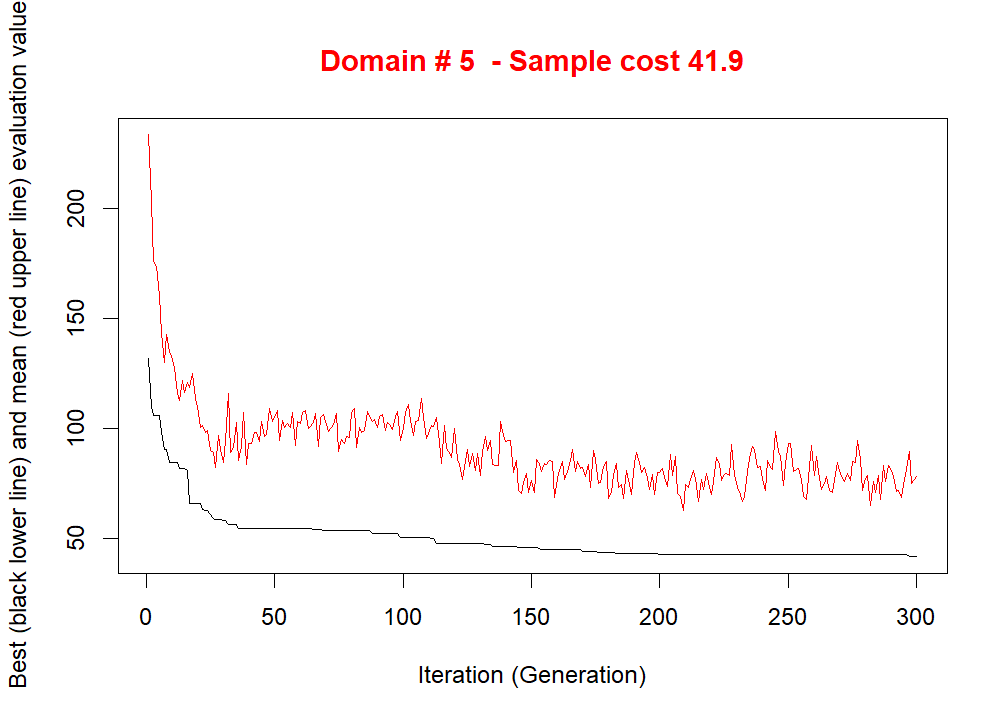 Domain # 5  - Sample cost 41.9
Best (black lower line) and mean (red upper line) evaluation value
200
150
100
50
0 50 100 150 200 250 300
Iteration (Generation)